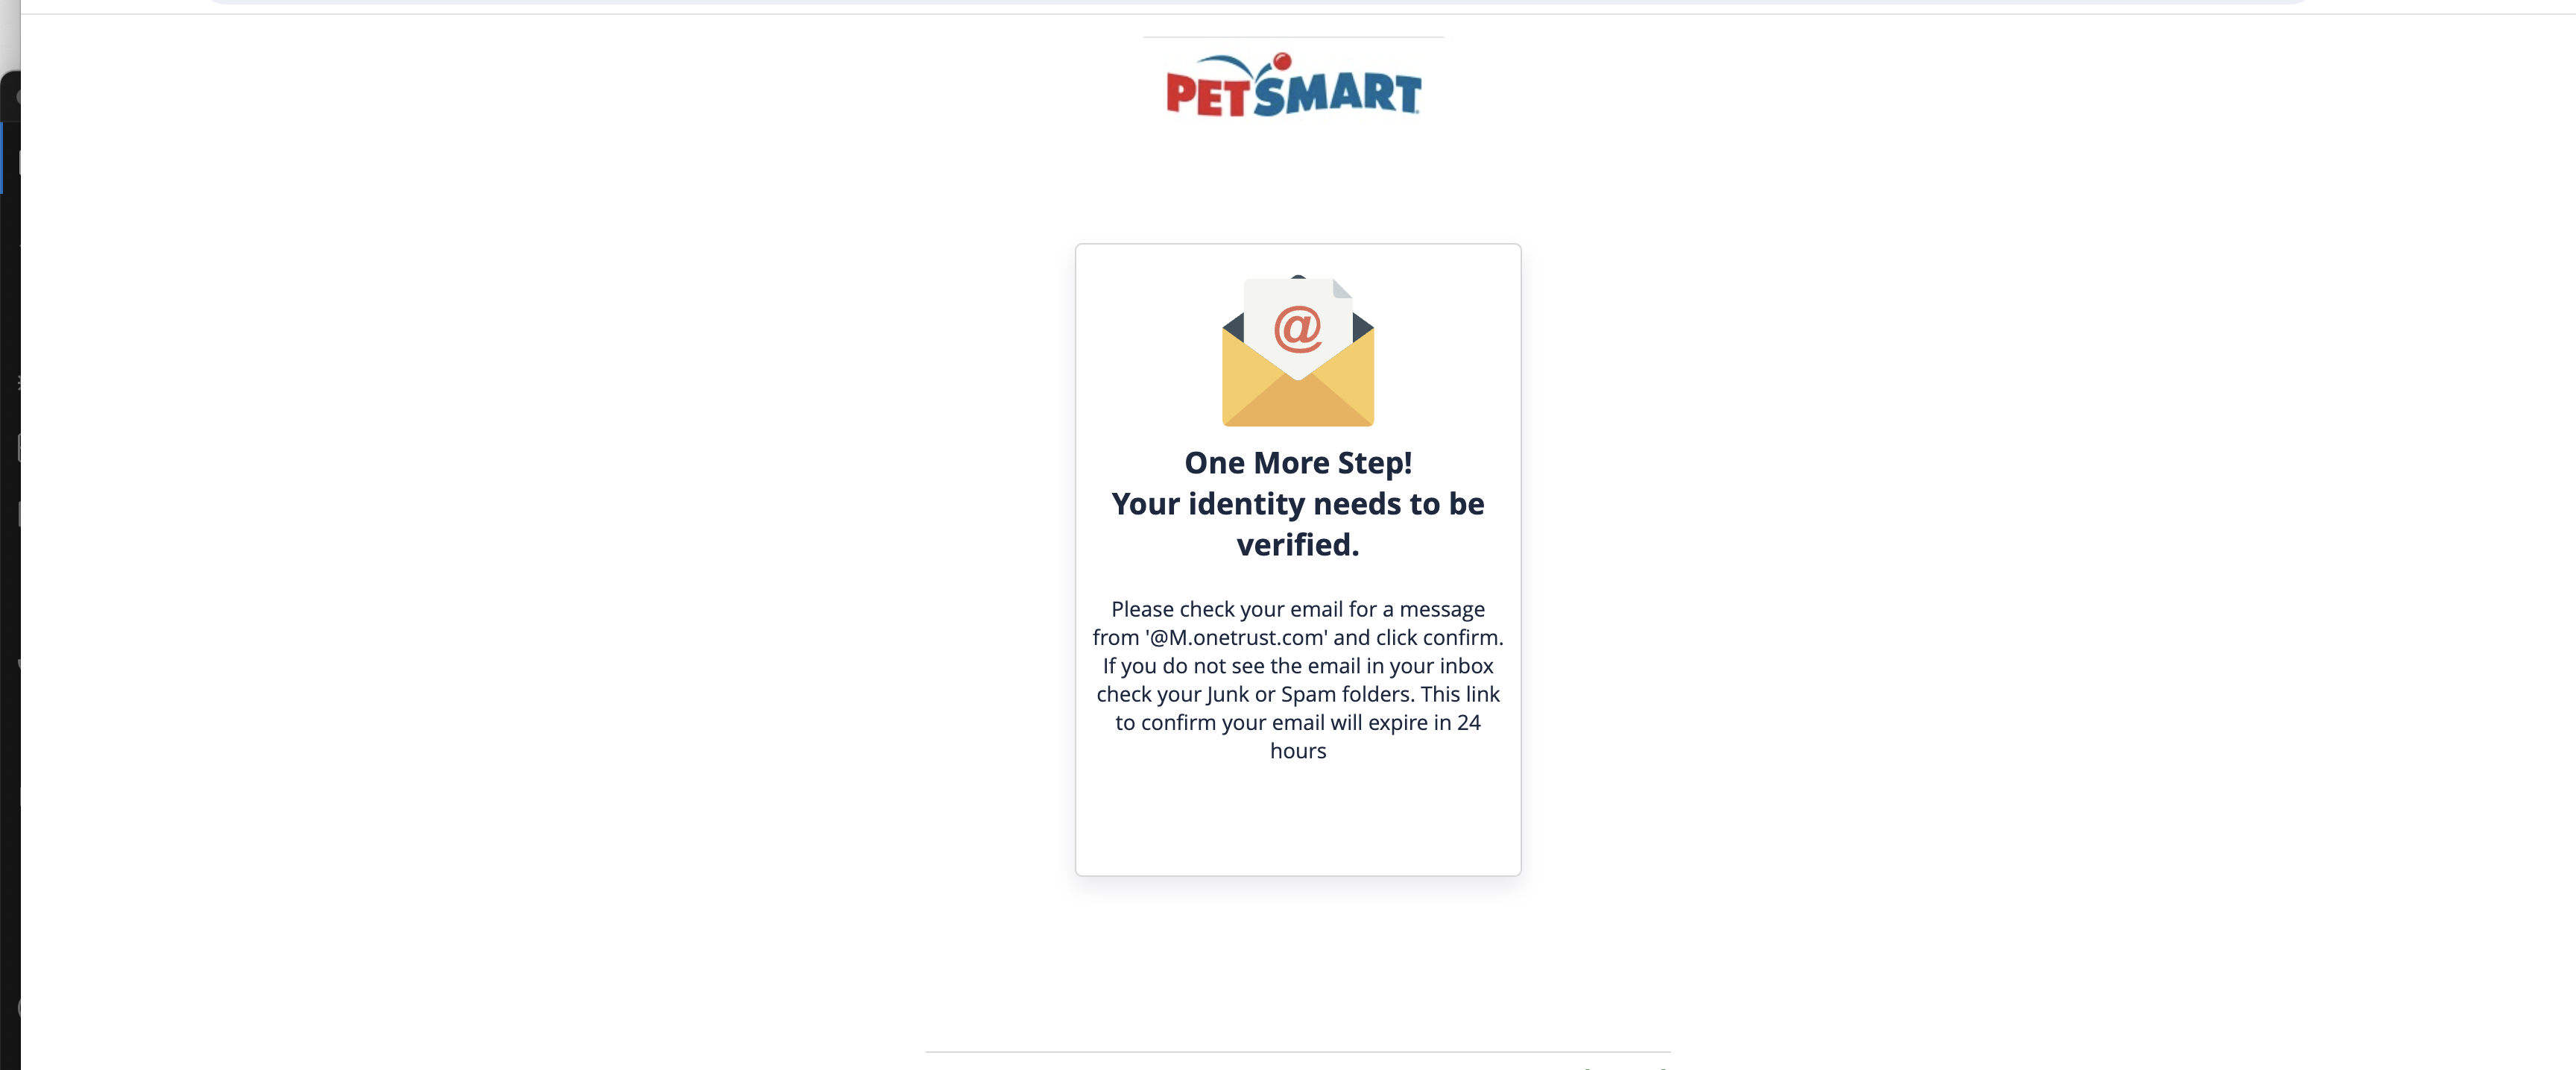 PETSMART
@
One More Step!
Your identity needs to be
verified.
Please check your email for a message
from '@M.onetrust.com' and click confirm.
If you do not see the email in your inbox
check your Junk or Spam folders. This link
to confirm your email will expire in 24
hours